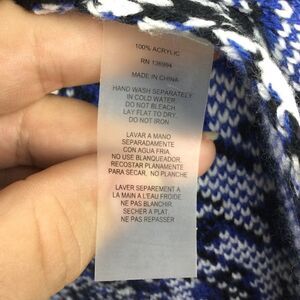 100% ACRYLIC
RN 136994
MADE IN CHINA
HAND WASH SEPARATELY
IN COLD WATER
DO NOT BLEACH.
LAY FLAT TO DRY.
DO NOT IRON
LAVAR A MANO
SEPARADAMENTE
CON AGUA FRIA.
NO USE BLANQUEADOR.
RECOSTAR PLANAMENTE
PARA SECAR, NO PLANCHE
LAVER SEPAREMENT A
LA MAIN A L'EAU FROIDE
NE PAS BLANCHIR.
SECHER A PLAT.
NE PAS REPASSER